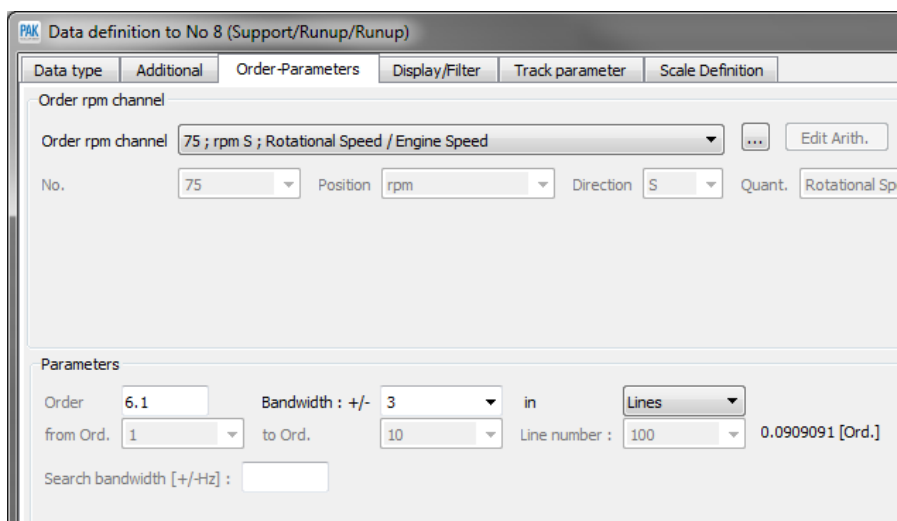 PAK Data definition to No 8 (Support/Runup/Runup)
Data type Additional Order-Parameters Display/Filter Track parameter Scale Definition
Order rpm channel
Order rpm channel 75 ; rpm S ; Rotational Speed / Engine Speed ... Edit Arith.
No. 75 Position rpm Direction S Quant. Rotational Sp
Parameters
Order 6.1 Bandwidth : +/- 3 in Lines
from Ord. 1 to Ord. 10 Line number : 100 0.0909091 [Ord.]
Search bandwidth [+/-Hz] :